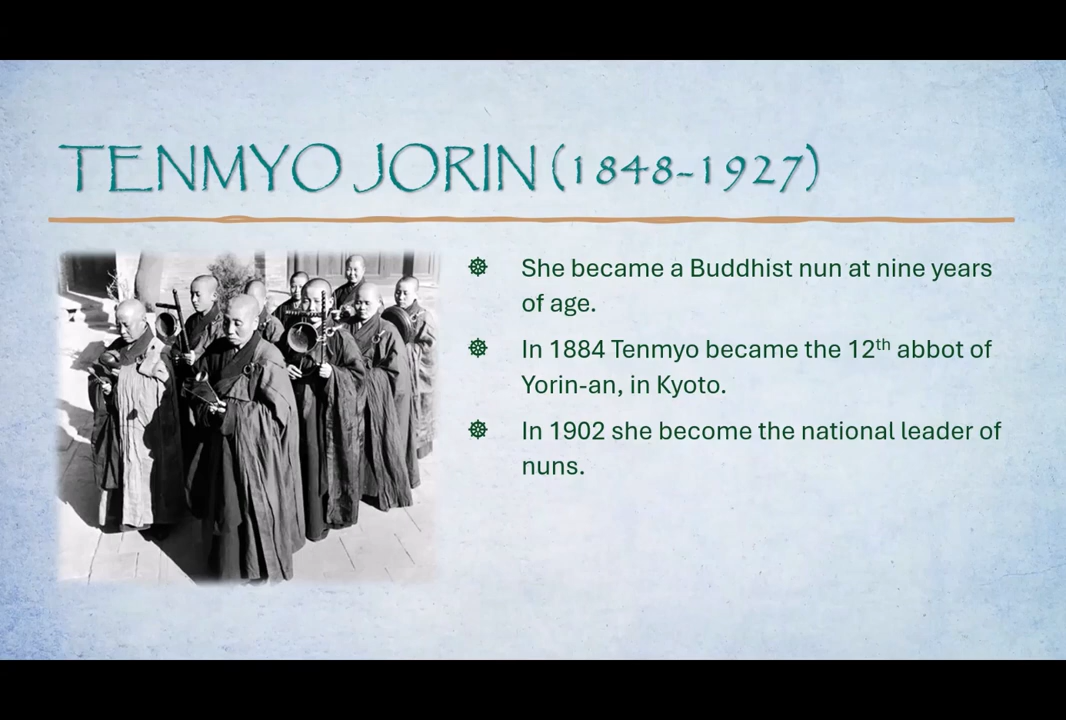 TENMYO JORIN (1848-1927)
She became a Buddhist nun at nine years
of age.
In 1884 Tenmyo became the 12th abbot of
Yorin-an, in Kyoto.
In 1902 she become the national leader of
nuns.